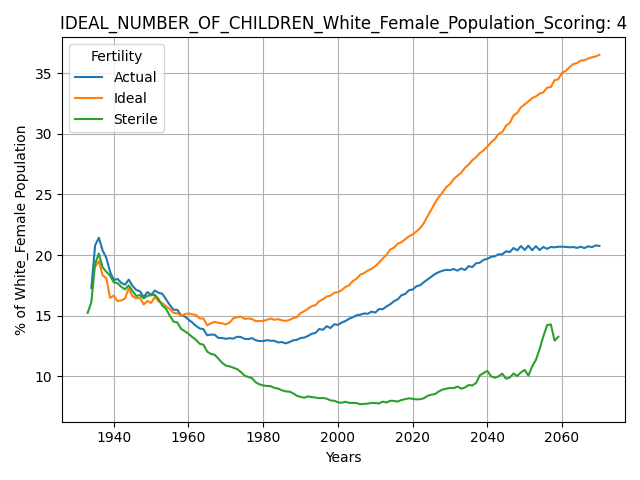 IDEAL_NUMBER_OF_CHILDREN_White_Female_Population_Scoring: 4
Fertility
Actual
Ideal
Sterile
% of White_Female Population
35
30
25
20
15
10
1940
1960
1980
2000
2020
2040
2060
Years